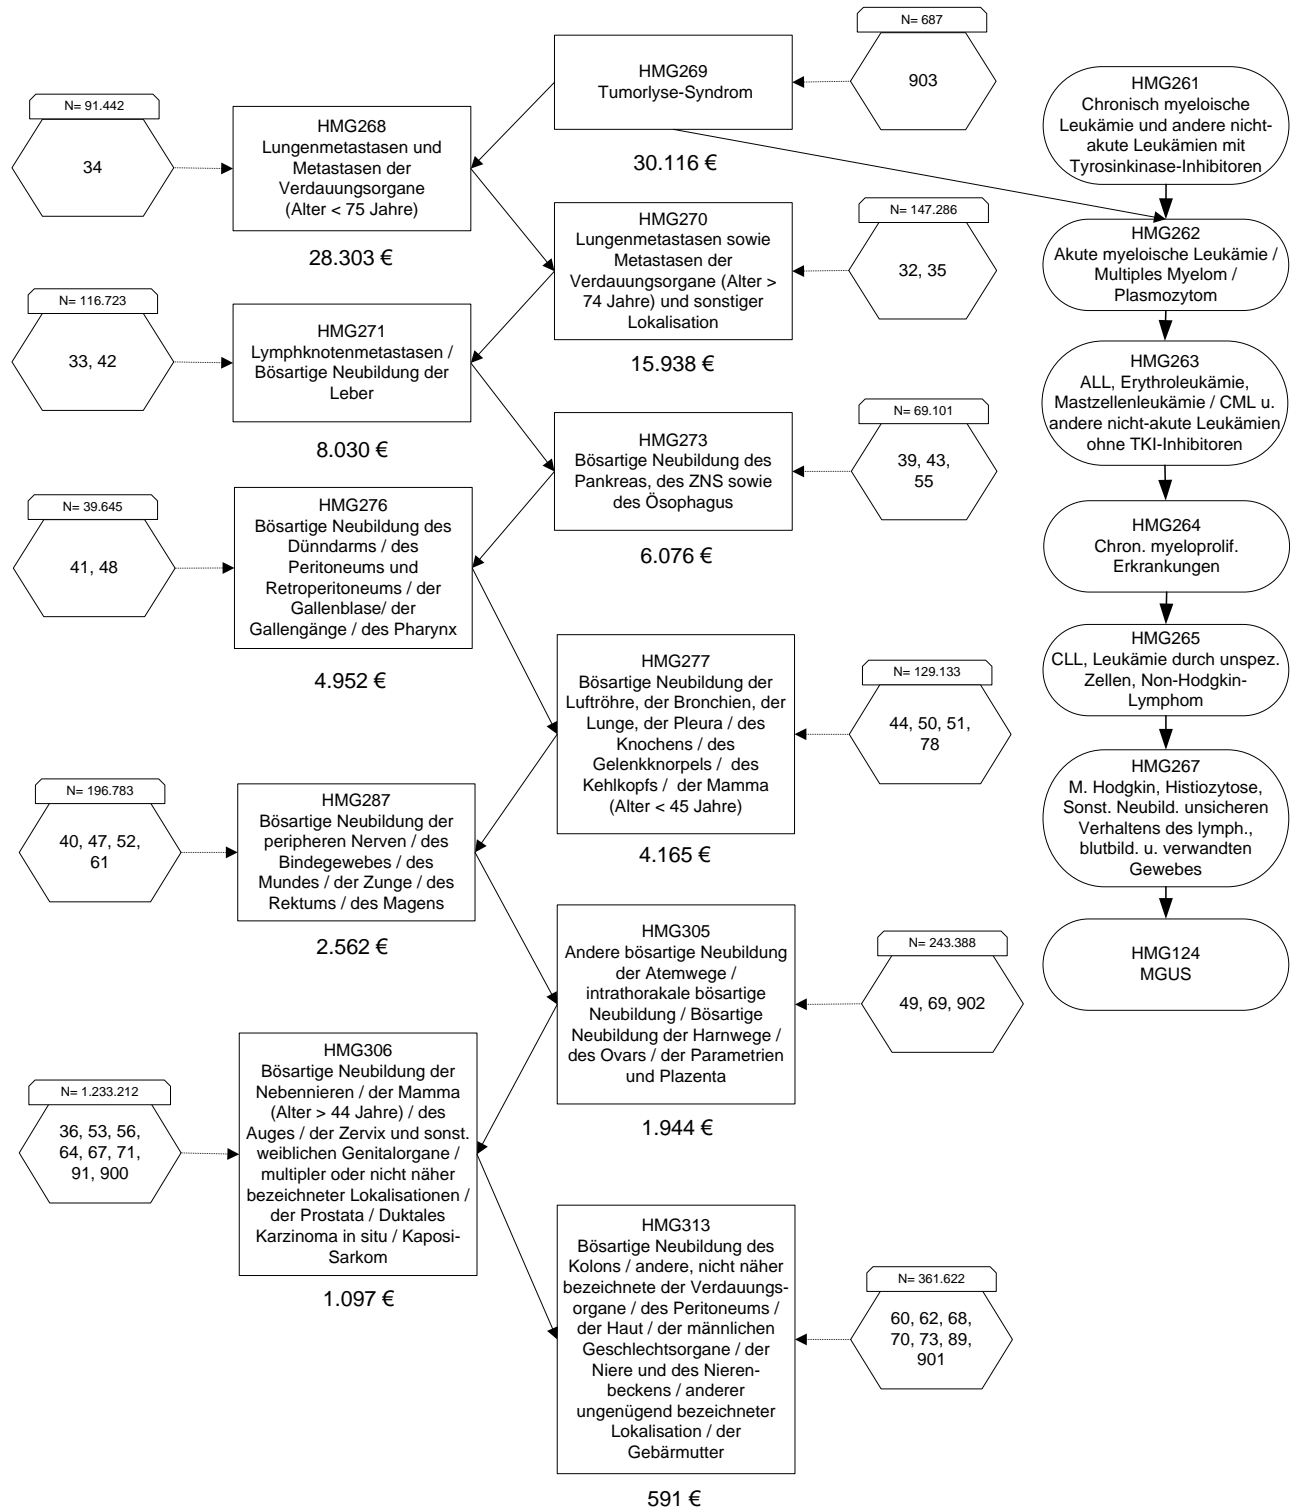 N= 687
903
HMG269
Tumorlyse-Syndrom
30.116 €
N= 91.442
34
HMG268
Lungenmetastasen und
Metastasen der
Verdauungsorgane
(Alter < 75 Jahre)
28.303 €
N= 147.286
32, 35
HMG270
Lungenmetastasen sowie
Metastasen der
Verdauungsorgane (Alter >
74 Jahre) und sonstiger
Lokalisation
15.938 €
N= 116.723
33, 42
HMG271
Lymphknotenmetastasen /
Bösartige Neubildung der
Leber
8.030 €
N= 69.101
39, 43,
55
HMG273
Bösartige Neubildung des
Pankreas, des ZNS sowie
des Ösophagus
6.076 €
N= 39.645
41, 48
HMG276
Bösartige Neubildung des
Dünndarms / des
Peritoneums und
Retroperitoneums / der
Gallenblase/ der
Gallengänge / des Pharynx
4.952 €
N= 129.133
44, 50, 51,
78
HMG277
Bösartige Neubildung der
Luftröhre, der Bronchien, der
Lunge, der Pleura / des
Knochens / des
Gelenkknorpels / des
Kehlkopfs / der Mamma
(Alter < 45 Jahre)
4.165 €
N= 196.783
40, 47, 52,
61
HMG287
Bösartige Neubildung der
peripheren Nerven / des
Bindegewebes / des
Mundes / der Zunge / des
Rektums / des Magens
2.562 €
N= 243.388
49, 69, 902
HMG305
Andere bösartige Neubildung
der Atemwege /
intrathorakale bösartige
Neubildung / Bösartige
Neubildung der Harnwege /
des Ovars / der Parametrien
und Plazenta
1.944 €
N= 1.233.212
36, 53, 56,
64, 67, 71,
91, 900
HMG306
Bösartige Neubildung der
Nebennieren / der Mamma
(Alter > 44 Jahre) / des
Auges / der Zervix und sonst.
weiblichen Genitalorgane /
multipler oder nicht näher
bezeichneter Lokalisationen /
der Prostata / Duktales
Karzinoma in situ / Kaposi-
Sarkom
1.097 €
N= 361.622
60, 62, 68,
70, 73, 89,
901
HMG313
Bösartige Neubildung des
Kolons / andere, nicht näher
bezeichnete der Verdauungs-
organe / des Peritoneums /
der Haut / der männlichen
Geschlechtsorgane / der
Niere und des Nieren-
beckens / anderer
ungenügend bezeichneter
Lokalisation / der
Gebärmutter
591 €
HMG261
Chronisch myeloische
Leukämie und andere nicht-
akute Leukämien mit
Tyrosinkinase-Inhibitoren
HMG262
Akute myeloische Leukämie /
Multiples Myelom /
Plasmozytom
HMG263
ALL, Erythroleukämie,
Mastzellenleukämie / CML u.
andere nicht-akute Leukämien
ohne TKI-Inhibitoren
HMG264
Chron. myeloprolif.
Erkrankungen
HMG265
CLL, Leukämie durch unspez.
Zellen, Non-Hodgkin-
Lymphom
HMG267
M. Hodgkin, Histiozytose,
Sonst. Neubild. unsicheren
Verhaltens des lymph.,
blutbild. u. verwandten
Gewebes
HMG124
MGUS